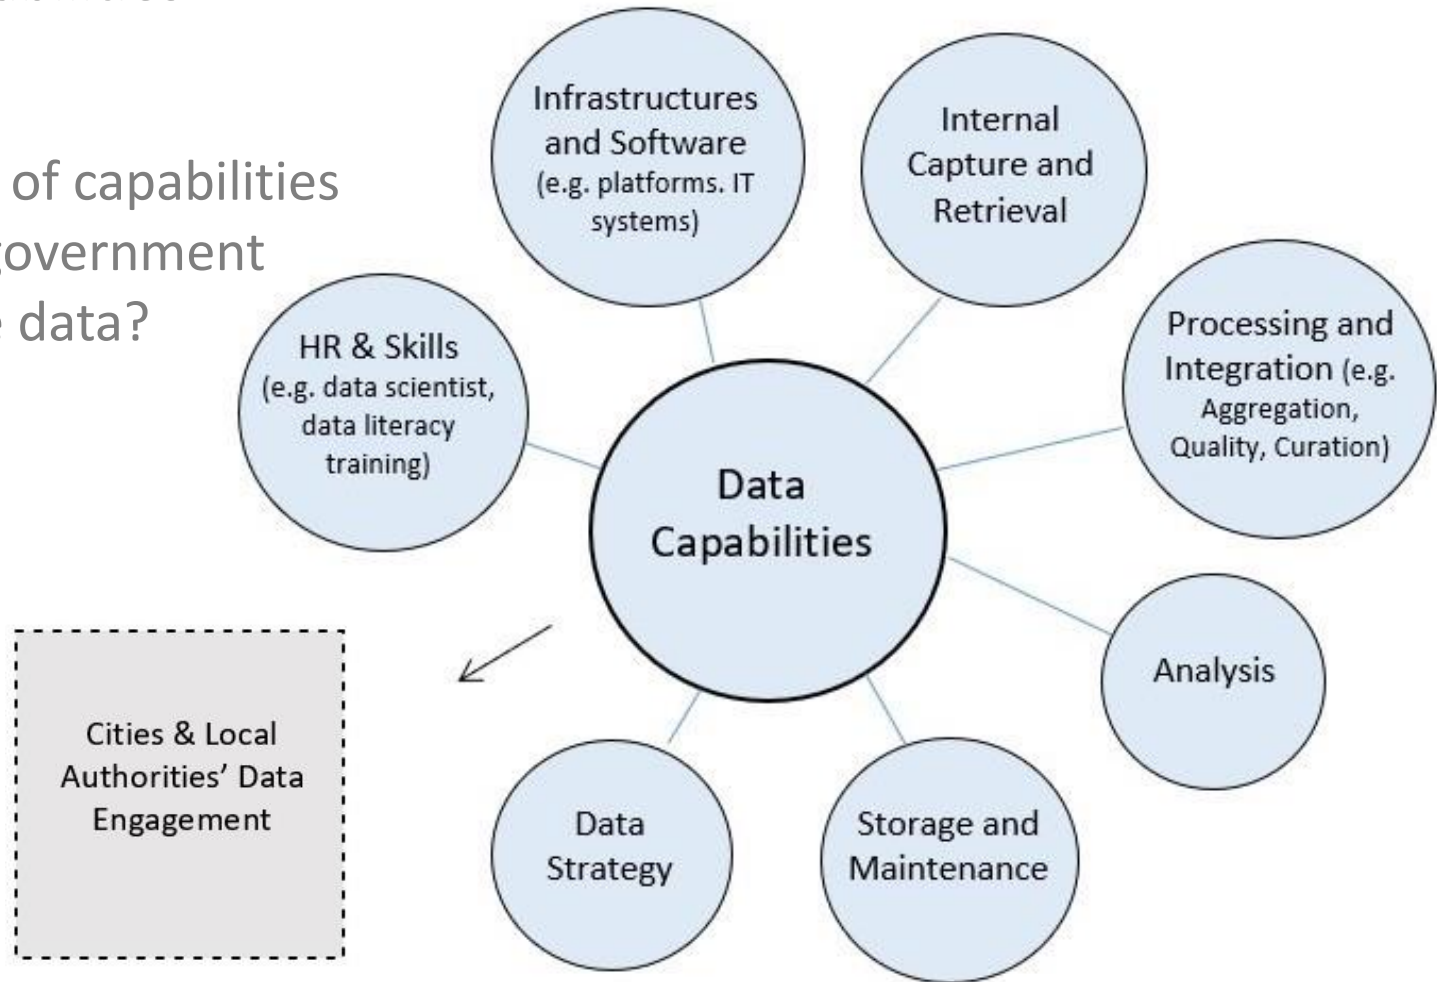 of capabilities
government
data?
Infrastructures
and Software
(e.g. platforms. IT
systems)
Internal
Capture and
Retrieval
HR & Skills
(e.g. data scientist,
data literacy
training)
Processing and
Integration (e.g.
Aggregation,
Quality, Curation)
Data
Capabilities
Analysis
Cities & Local
Authorities’ Data
Engagement
Data
Strategy
Storage and
Maintenance